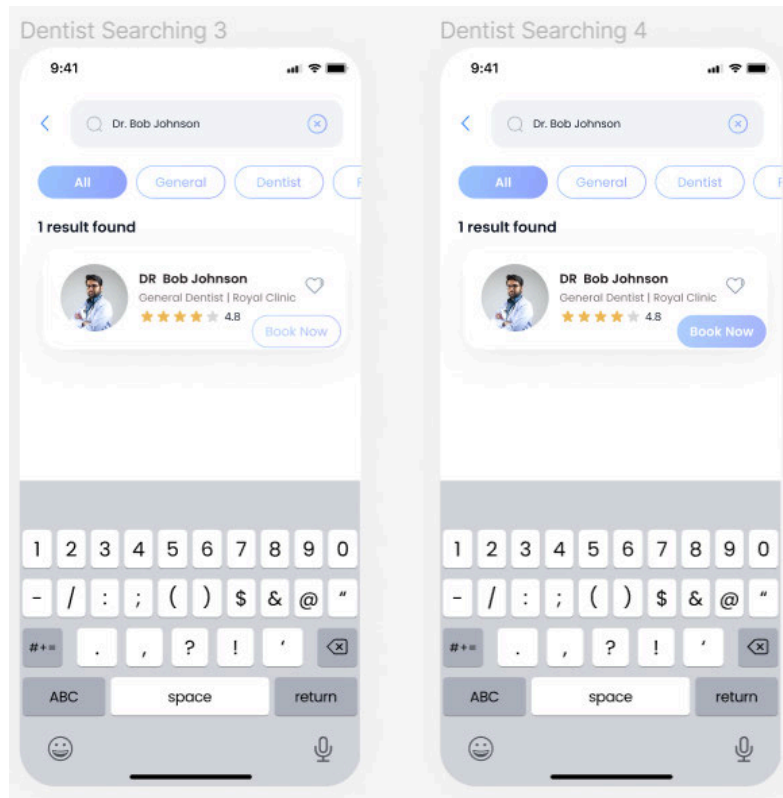 Dentist Searching 3
9:41
Dr. Bob Johnson
All General Dentist
1 result found
DR Bob Johnson
General Dentist | Royal Clinic
4.8
Book Now
1 2 3 4 5 6 7 8 9 0
- / : ; ( ) $ & @ "
#+= . , ? ! '
ABC space return
Dentist Searching 4
9:41
Dr. Bob Johnson
All General Dentist
1 result found
DR Bob Johnson
General Dentist | Royal Clinic
4.8
Book Now
1 2 3 4 5 6 7 8 9 0
- / : ; ( ) $ & @ "
#+= . , ? ! '
ABC space return